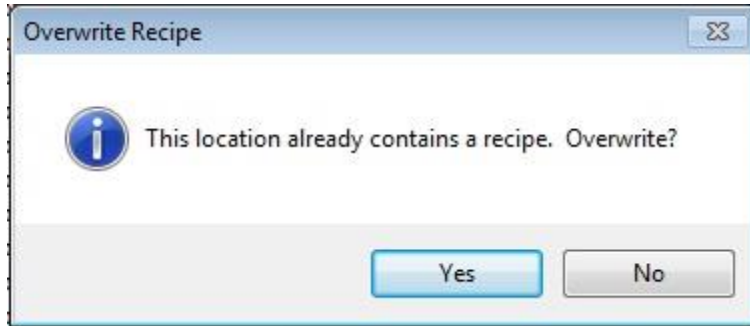 Overwrite Recipe
This location already contains a recipe.  Overwrite?
Yes
No